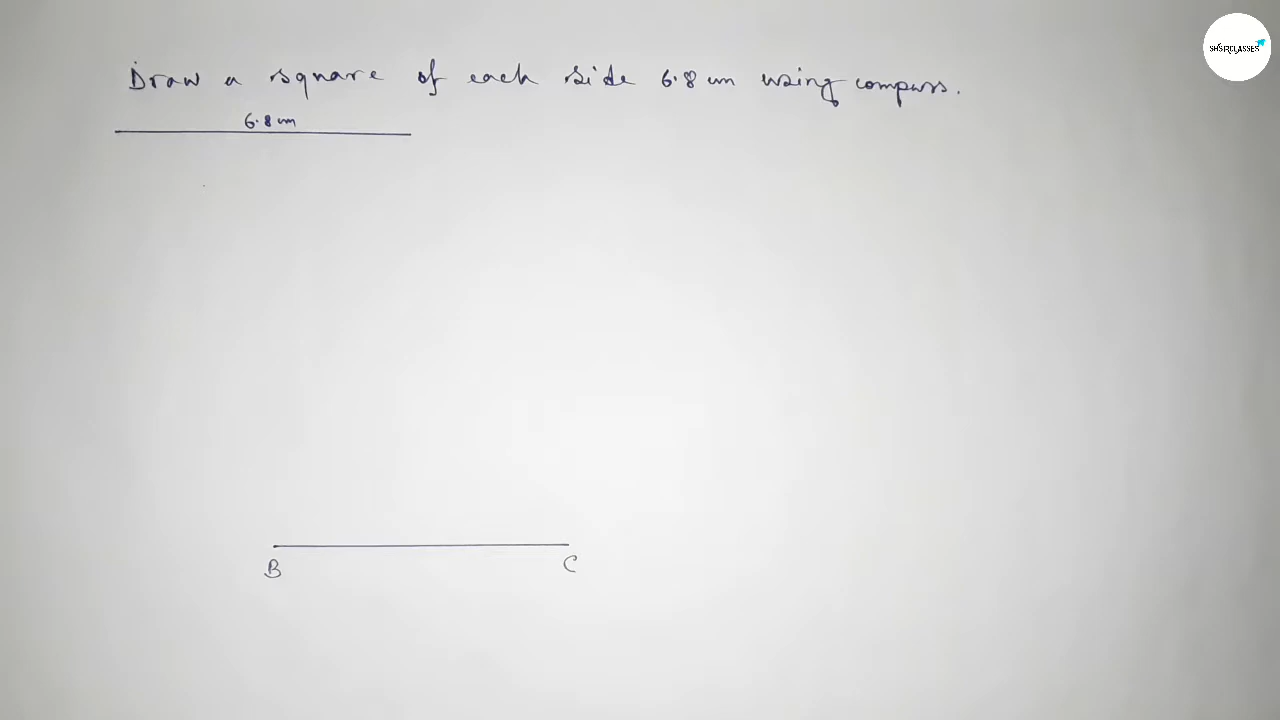 Draw a square of each side 6.8 cm using compass.
6.8 cm
B C
SHSIRCLASSES